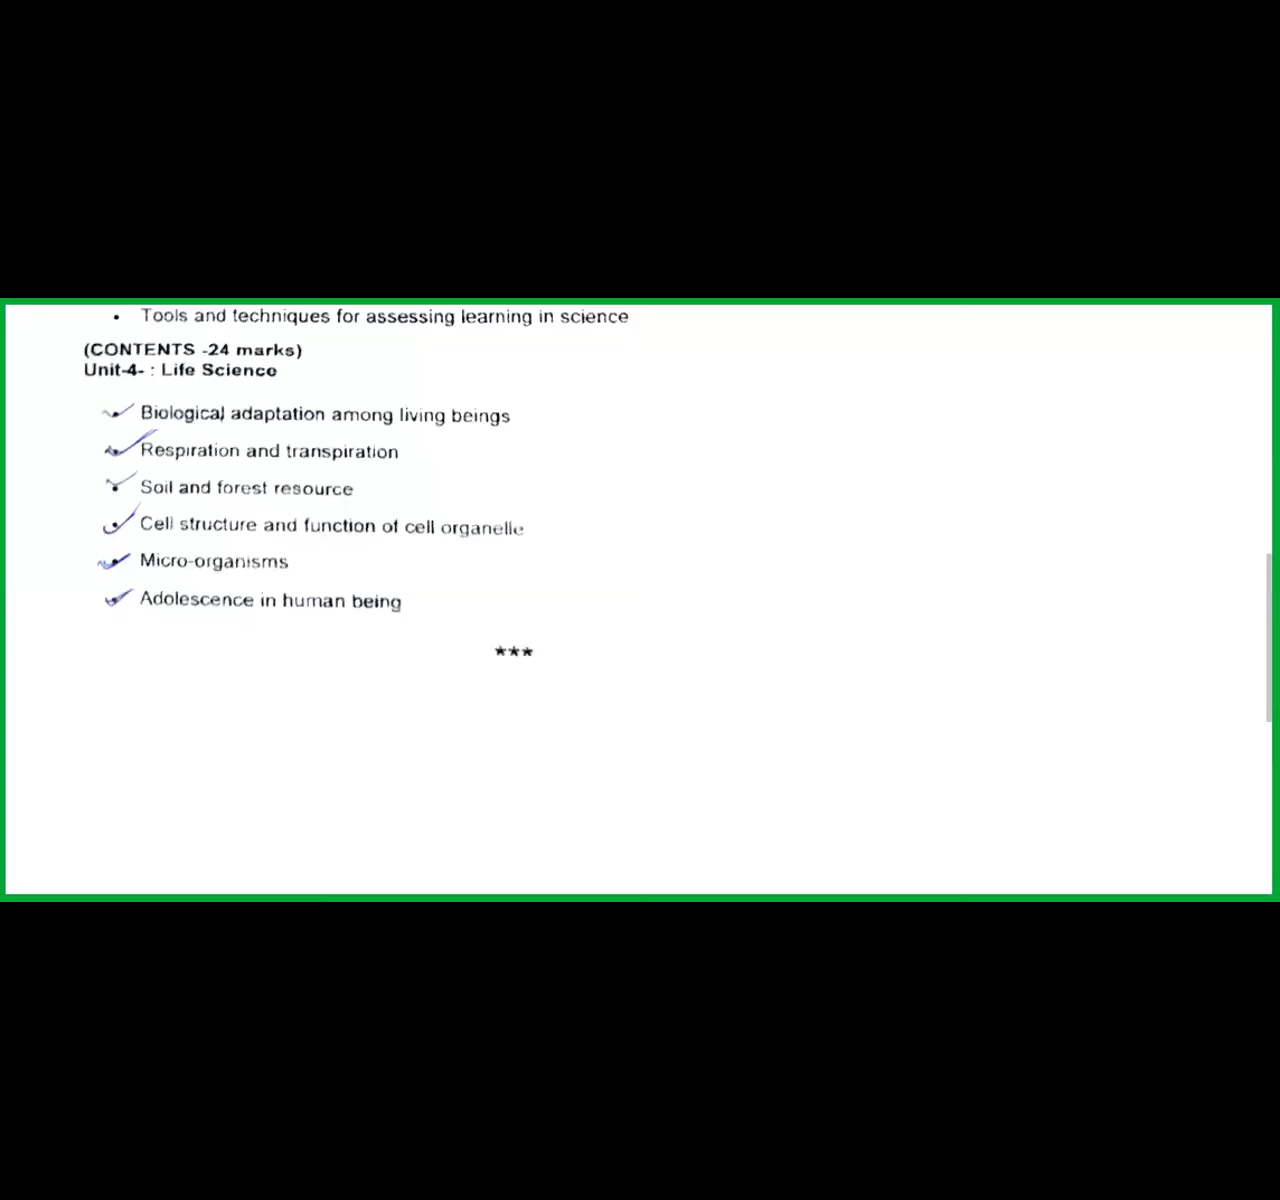 • Tools and techniques for assessing learning in science
(CONTENTS -24 marks)
Unit-4- : Life Science
• Biological adaptation among living beings
• Respiration and transpiration
• Soil and forest resource
• Cell structure and function of cell organelle
• Micro-organisms
• Adolescence in human being
***